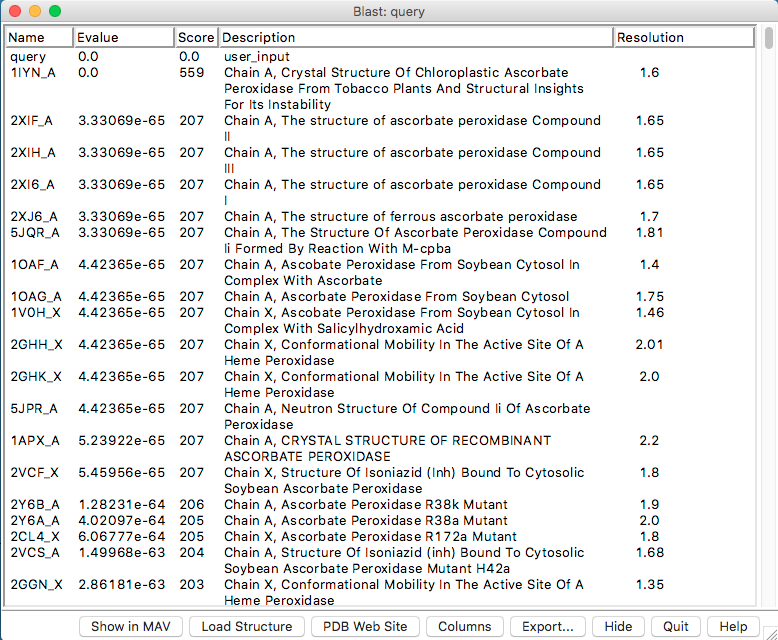 Blast: query
Name Evalue Score Description Resolution
query 0.0 0.0 user_input
1IYN_A 0.0 559 Chain A, Crystal Structure Of Chloroplastic Ascorbate 1.6
Peroxidase From Tobacco Plants And Structural Insights
For Its Instability
2XIF_A 3.33069e-65 207 Chain A, The structure of ascorbate peroxidase Compound 1.65
II
2XIH_A 3.33069e-65 207 Chain A, The structure of ascorbate peroxidase Compound 1.65
III
2XI6_A 3.33069e-65 207 Chain A, The structure of ascorbate peroxidase Compound 1.65
I
2XJ6_A 3.33069e-65 207 Chain A, The structure of ferrous ascorbate peroxidase 1.7
5JQR_A 3.33069e-65 207 Chain A, The Structure Of Ascorbate Peroxidase Compound 1.81
Ii Formed By Reaction With M-cpba
1OAF_A 4.42365e-65 207 Chain A, Ascobate Peroxidase From Soybean Cytosol In 1.4
Complex With Ascorbate
1OAG_A 4.42365e-65 207 Chain A, Ascorbate Peroxidase From Soybean Cytosol 1.75
1V0H_X 4.42365e-65 207 Chain X, Ascobate Peroxidase From Soybean Cytosol In 1.46
Complex With Salicylhydroxamic Acid
2GHH_X 4.42365e-65 207 Chain X, Conformational Mobility In The Active Site Of A 2.01
Heme Peroxidase
2GHK_X 4.42365e-65 207 Chain X, Conformational Mobility In The Active Site Of A 2.0
Heme Peroxidase
5JPR_A 4.42365e-65 207 Chain A, Neutron Structure Of Compound Ii Of Ascorbate
Peroxidase
1APX_A 5.23922e-65 207 Chain A, CRYSTAL STRUCTURE OF RECOMBINANT 2.2
ASCORBATE PEROXIDASE
2VCF_X 5.45956e-65 207 Chain X, Structure Of Isoniazid (Inh) Bound To Cytosolic 1.8
Soybean Ascorbate Peroxidase
2Y6B_A 1.28231e-64 206 Chain A, Ascorbate Peroxidase R38k Mutant 1.9
2Y6A_A 4.02097e-64 205 Chain A, Ascorbate Peroxidase R38a Mutant 2.0
2CL4_X 6.06777e-64 205 Chain X, Ascorbate Peroxidase R172a Mutant 1.8
2VCS_A 1.49968e-63 204 Chain A, Structure Of Isoniazid (inh) Bound To Cytosolic 1.68
Soybean Ascorbate Peroxidase Mutant H42a
2GGN_X 2.86181e-63 203 Chain X, Conformational Mobility In The Active Site Of A 1.35
Heme Peroxidase
Show in MAV Load Structure PDB Web Site Columns Export... Hide Quit Help